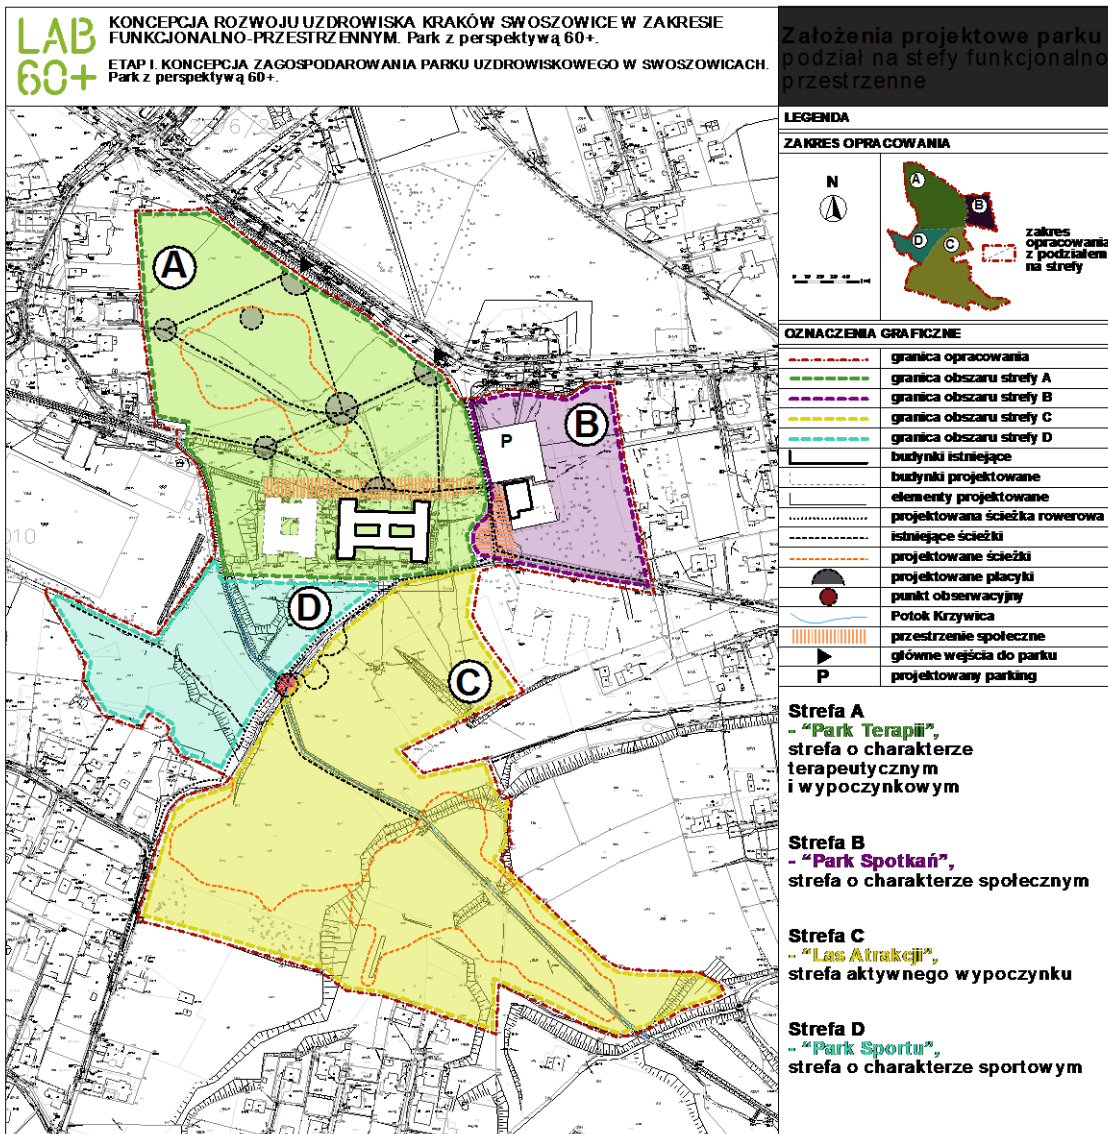 LAB
60+
KONCEPCJA ROZWOJU UZDROWISKA KRAKÓW SWOSZOWICE W ZAKRESIE
FUNKCJONALNO-PRZESTRZENNYM. Park z perspektywą 60+.
ETAP I. KONCEPCJA ZAGOSPODAROWANIA PARKU UZDROWISKOWEGO W SWOSZOWICACH.
Park z perspektywą 60+.
Założenia projektowe parku
podział na stefy funkcjonalno
przestrzenne
A
B
P
D
C
LEGENDA
ZAKRES OPRACOWANIA
N
A
B
D
C
zakres
opracowania
z podziałem
na strefy
OZNACZENIA GRAFICZNE
granica opracowania
granica obszaru strefy A
granica obszaru strefy B
granica obszaru strefy C
granica obszaru strefy D
budynki istniejące
budynki projektowane
elementy projektowane
projektowana ścieżka rowerowa
istniejące ścieżki
projektowane ścieżki
projektowane placyki
punkt obserwacyjny
Potok Krzywica
przestrzenie społeczne
główne wejścia do parku
P projektowany parking
Strefa A
- "Park Terapii",
strefa o charakterze
terapeutycznym
i wypoczynkowym
Strefa B
- "Park Spotkań",
strefa o charakterze społecznym
Strefa C
- "Las Atrakcji",
strefa aktywnego wypoczynku
Strefa D
- "Park Sportu",
strefa o charakterze sportowym